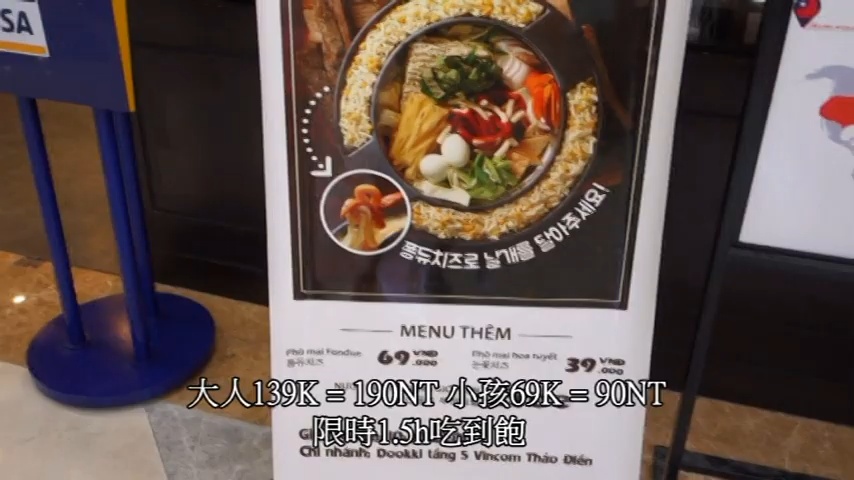 SA
퐁듀치즈로 날개를 달아주세요!
MENU THÊM
Phô mai Fondue
퐁듀치즈
69 VND .000
Phô mai hoa tuyết
눈꽃치즈
39 VND .000
大人139K = 190NT 小孩69K = 90NT
限時1.5h吃到飽
Chi nhánh: Dookki tầng 5 Vincom Thảo Điền